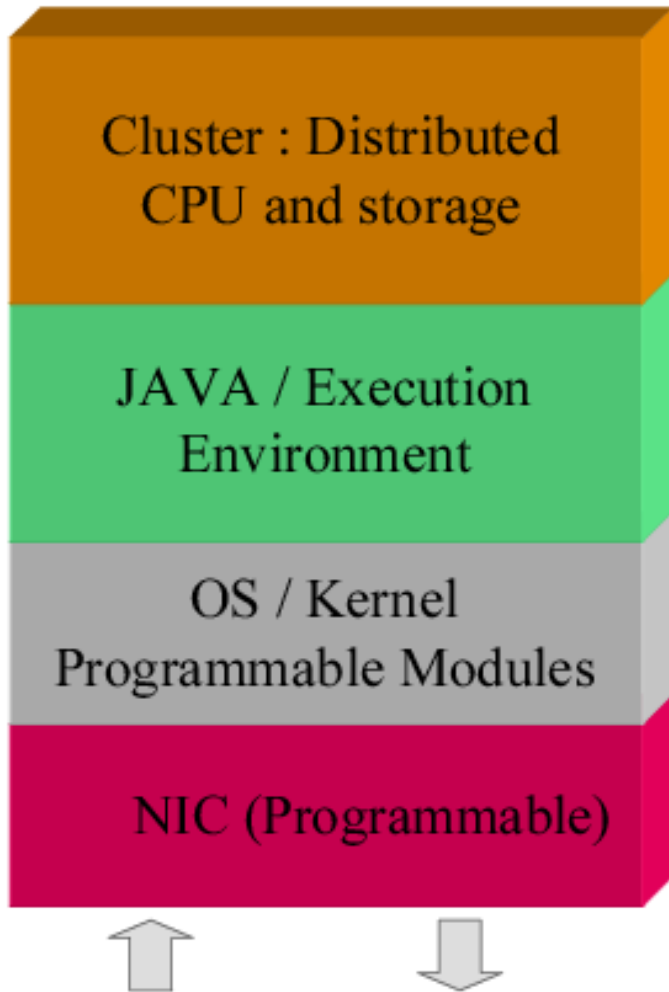 Cluster : Distributed
CPU and storage
JAVA / Execution
Environment
OS / Kernel
Programmable Modules
NIC (Programmable)